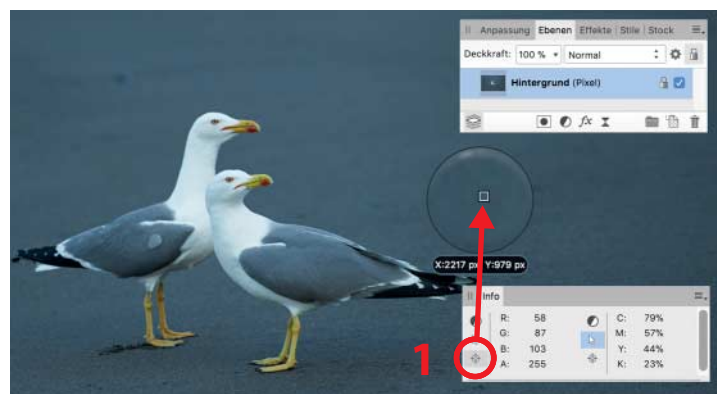 Anpassung Ebenen Effekte Stile Stock
Deckkraft: 100 % Normal
Hintergrund (Pixel)
fx
X:2217 px Y:979 px
Info
R: 58 C: 79%
G: 87 M: 57%
B: 103 Y: 44%
A: 255 K: 23%
1